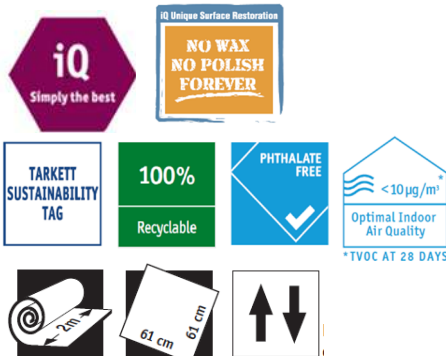 iQ
Simply the best
iQ Unique Surface Restoration
NO WAX
NO POLISH
FOREVER
TARKETT
SUSTAINABILITY
TAG
100%
Recyclable
PHTHALATE
FREE
<10µg/m³ *
Optimal Indoor
Air Quality
*TVOC AT 28 DAYS
2m
61 cm
61 cm